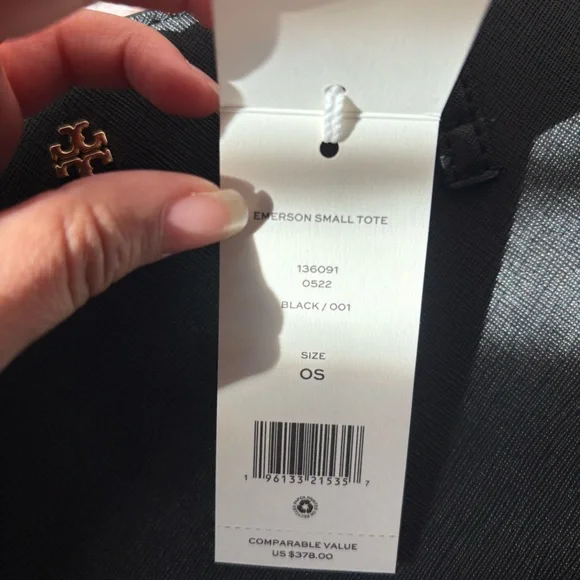 EMERSON SMALL TOTE
136091
0522
BLACK / 001
SIZE
OS
1 96133 21535 7
COMPARABLE VALUE
US $378.00